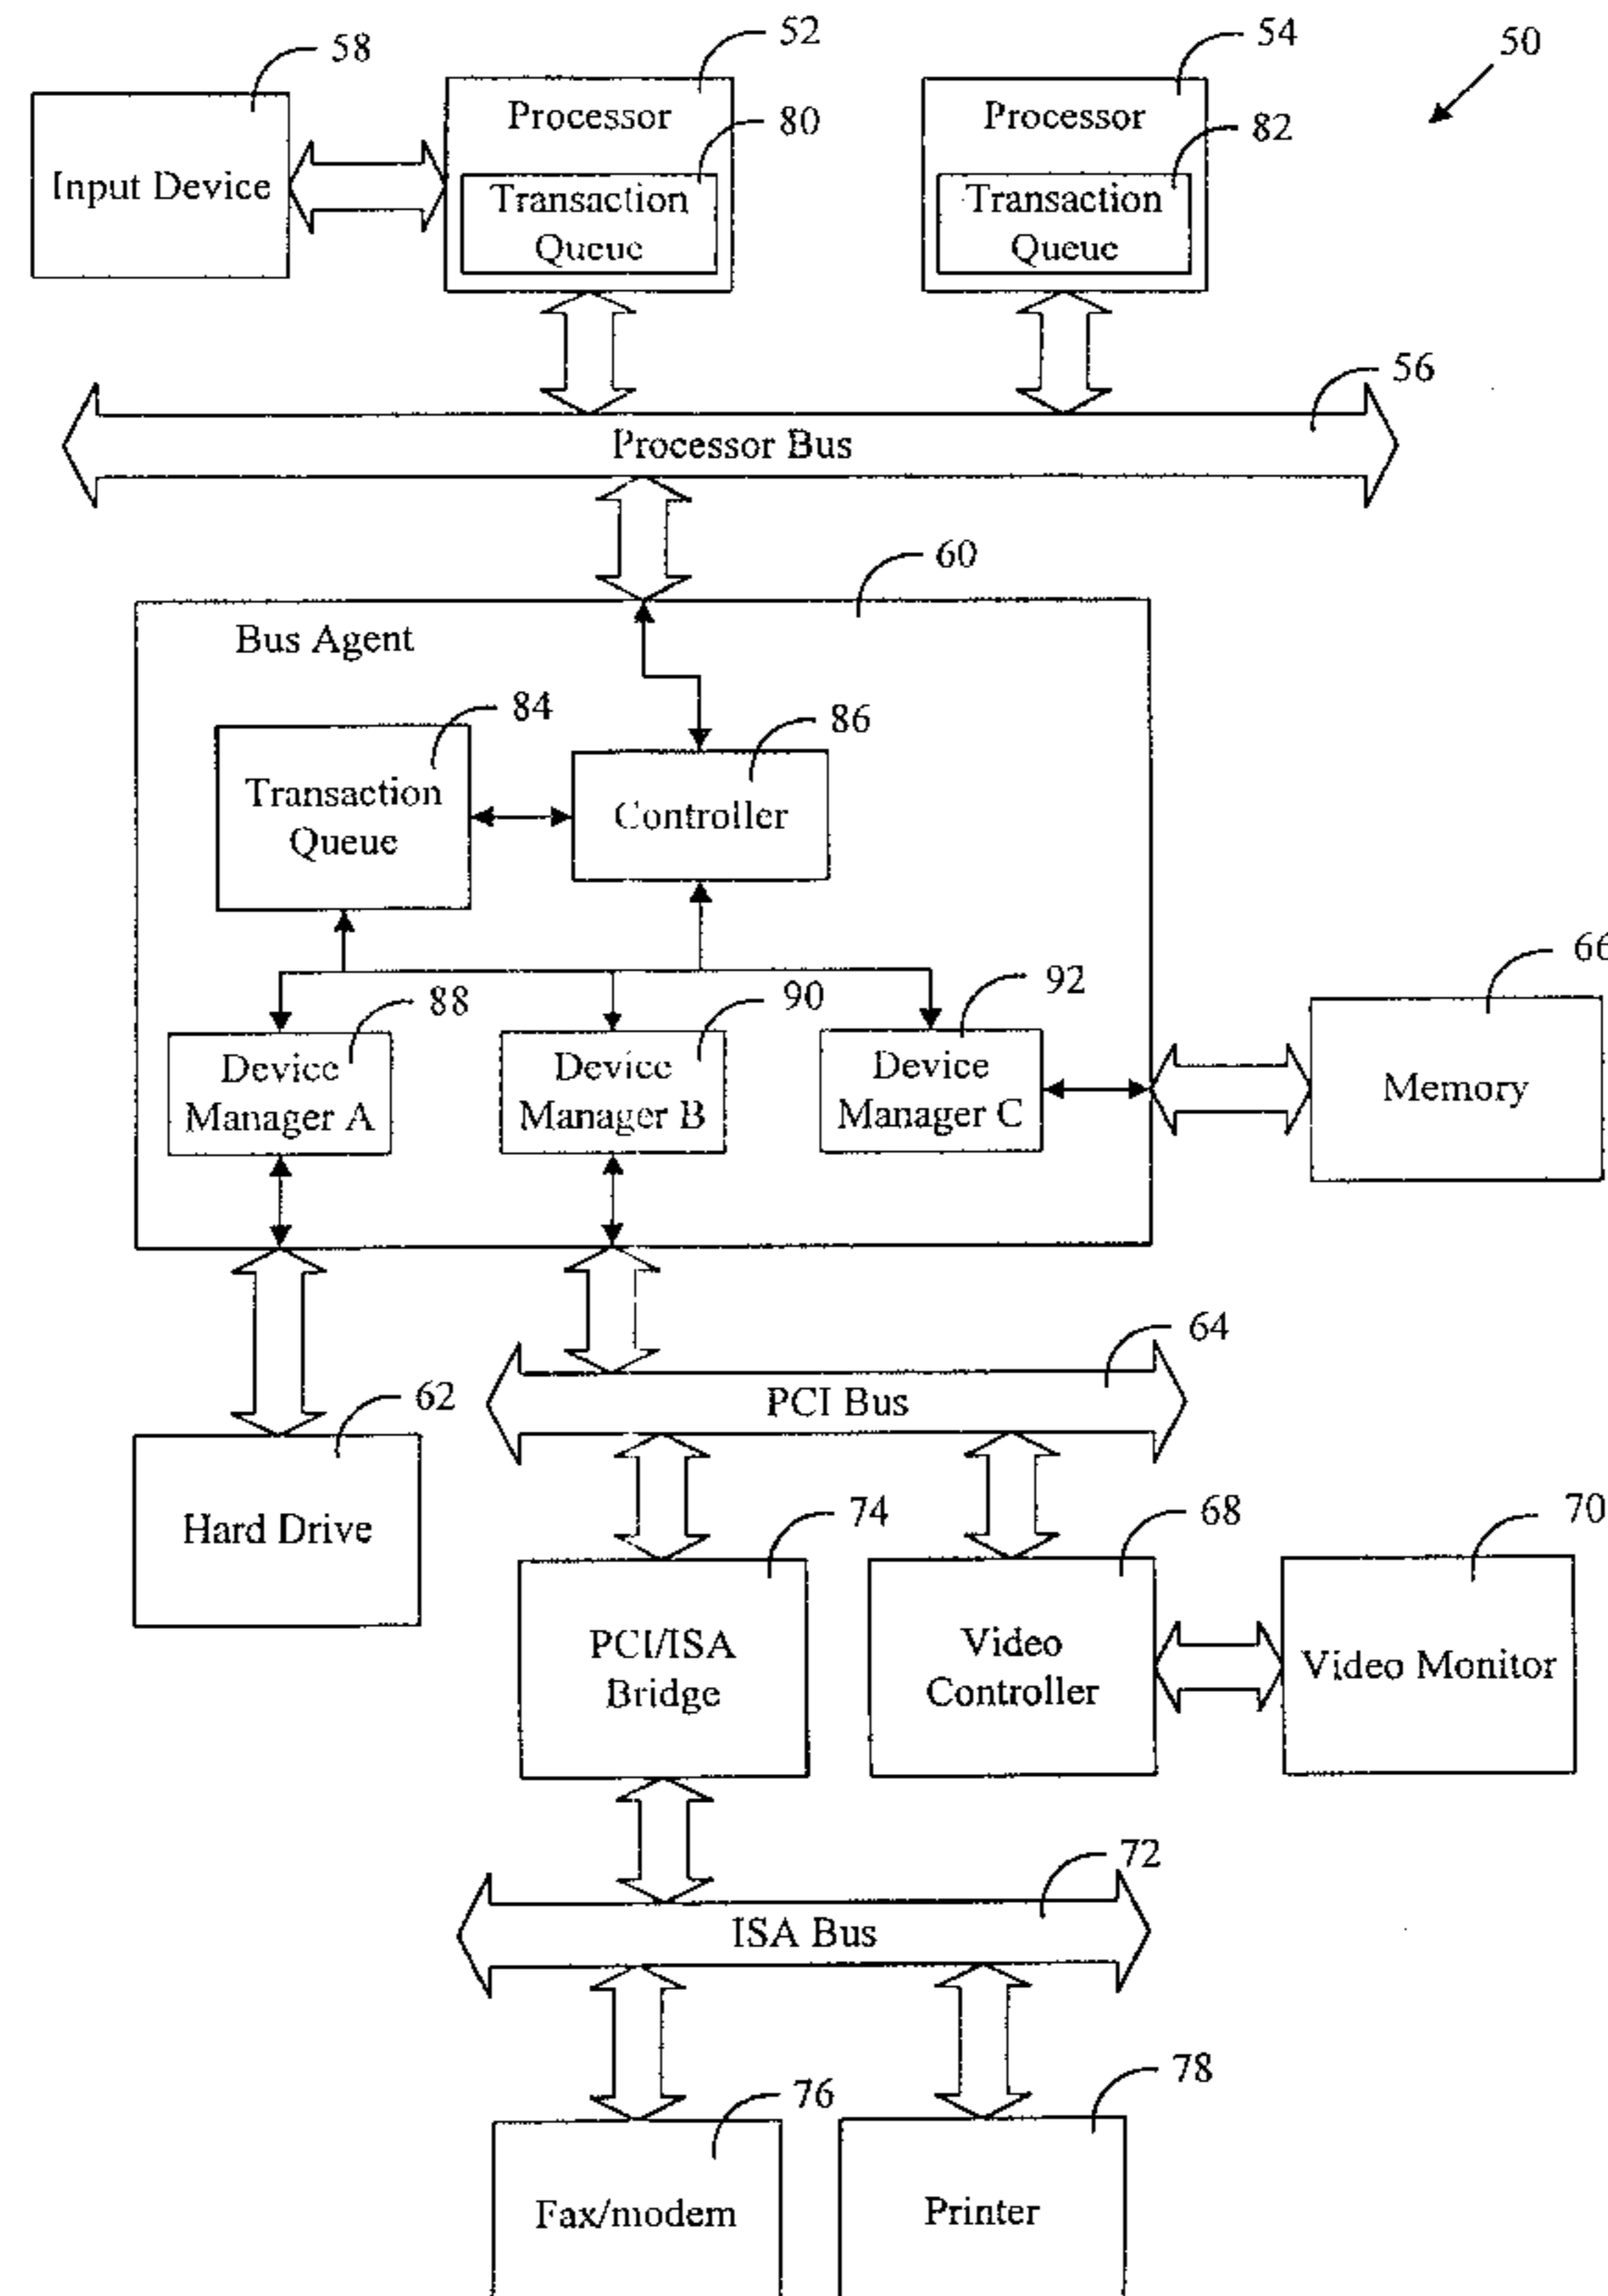 58
52
54
50
Processor
80
Processor
82
Input Device
Transaction
Queue
Transaction
Queue
56
Processor Bus
60
Bus Agent
84
86
Transaction
Queue
Controller
66
88
90
92
Device
Manager A
Device
Manager B
Device
Manager C
Memory
64
PCI Bus
62
Hard Drive
74
68
70
PCI/ISA
Bridge
Video
Controller
Video Monitor
72
ISA Bus
76
78
Fax/modem
Printer